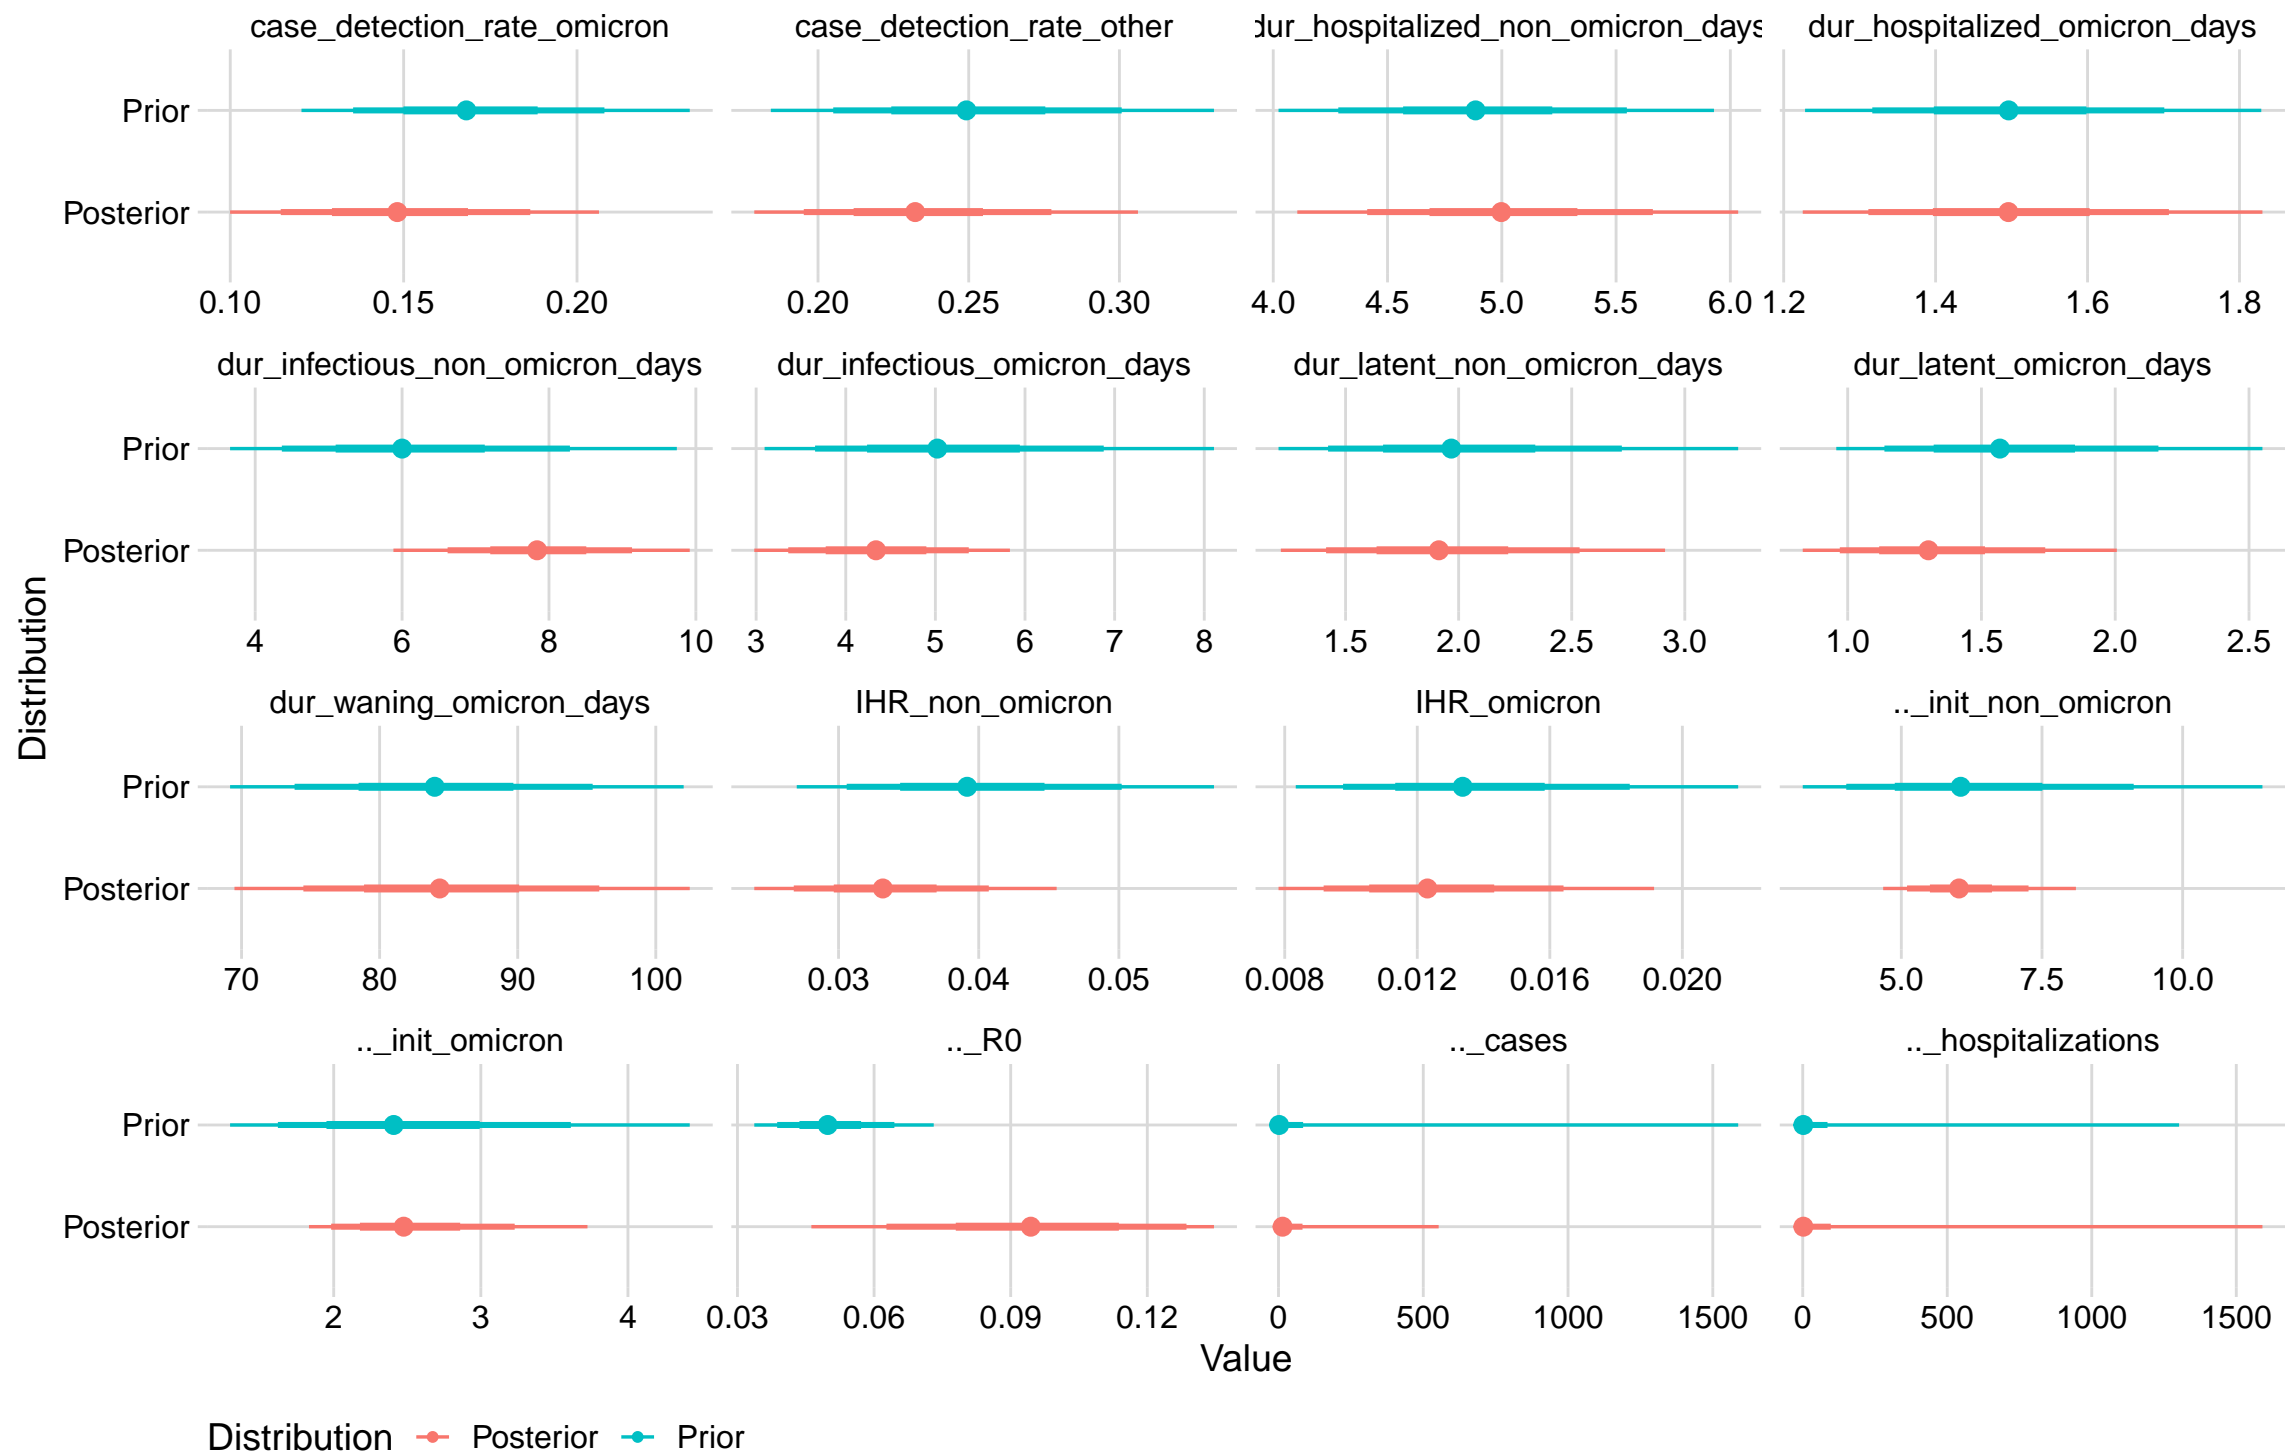 case_detection_rate_omicron case_detection_rate_other dur_hospitalized_non_omicron_days dur_hospitalized_omicron_days
Prior
Posterior
0.10 0.15 0.20 0.20 0.25 0.30 4.0 4.5 5.0 5.5 6.0 1.2 1.4 1.6 1.8
dur_infectious_non_omicron_days dur_infectious_omicron_days dur_latent_non_omicron_days dur_latent_omicron_days
Prior
Posterior
4 6 8 10 3 4 5 6 7 8 1.5 2.0 2.5 3.0 1.0 1.5 2.0 2.5
Distribution
dur_waning_omicron_days IHR_non_omicron IHR_omicron .._init_non_omicron
Prior
Posterior
70 80 90 100 0.03 0.04 0.05 0.008 0.012 0.016 0.020 5.0 7.5 10.0
.._init_omicron .._R0 .._cases .._hospitalizations
Prior
Posterior
2 3 4 0.03 0.06 0.09 0.12 0 500 1000 1500 0 500 1000 1500
Value
Distribution Posterior Prior